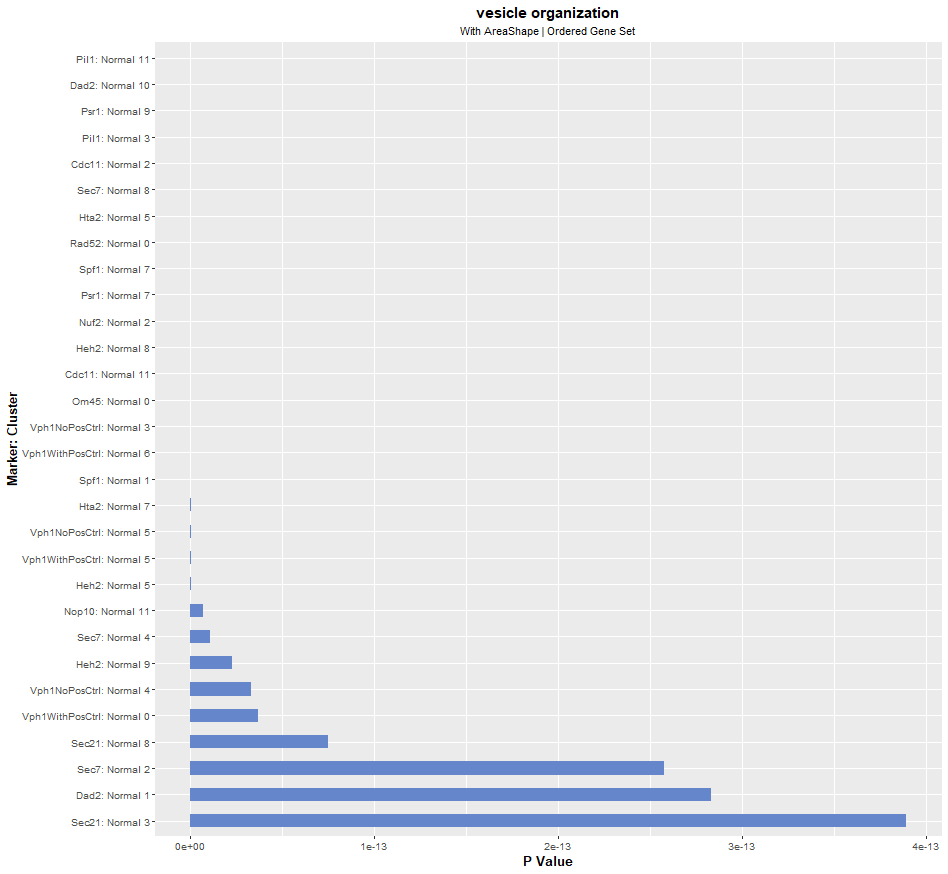 vesicle organization
With AreaShape | Ordered Gene Set
Marker: Cluster
Pil1: Normal 11
Dad2: Normal 10
Psr1: Normal 9
Pil1: Normal 3
Cdc11: Normal 2
Sec7: Normal 8
Hta2: Normal 5
Rad52: Normal 0
Spf1: Normal 7
Psr1: Normal 7
Nuf2: Normal 2
Heh2: Normal 8
Cdc11: Normal 11
Om45: Normal 0
Vph1NoPosCtrl: Normal 3
Vph1WithPosCtrl: Normal 6
Spf1: Normal 1
Hta2: Normal 7
Vph1NoPosCtrl: Normal 5
Vph1WithPosCtrl: Normal 5
Heh2: Normal 5
Nop10: Normal 11
Sec7: Normal 4
Heh2: Normal 9
Vph1NoPosCtrl: Normal 4
Vph1WithPosCtrl: Normal 0
Sec21: Normal 8
Sec7: Normal 2
Dad2: Normal 1
Sec21: Normal 3
0e+00 1e-13 2e-13 3e-13 4e-13
P Value